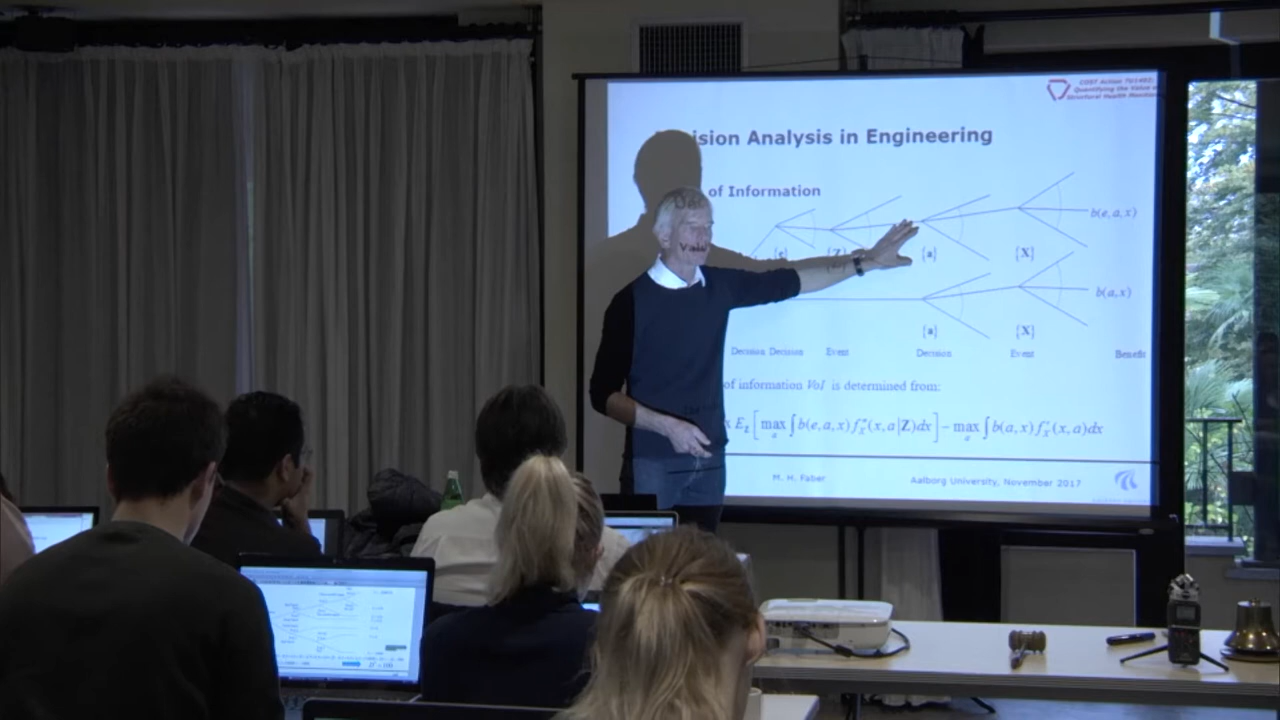 COST Action TU1402:
Quantifying the Value of
Structural Health Monitoring
ision Analysis in Engineering
of Information
b(e, a, x)
{s} {Z} {a} {X}
b(a, x)
{a} {X}
Decision Decision Event Decision Event Benefit
of information VoI is determined from:
E_Z [ max_a ∫ b(e, a, x) f''_X (x, a|Z)dx ] − max_a ∫ b(a, x) f'_X (x, a)dx
M. H. Faber Aalborg University, November 2017